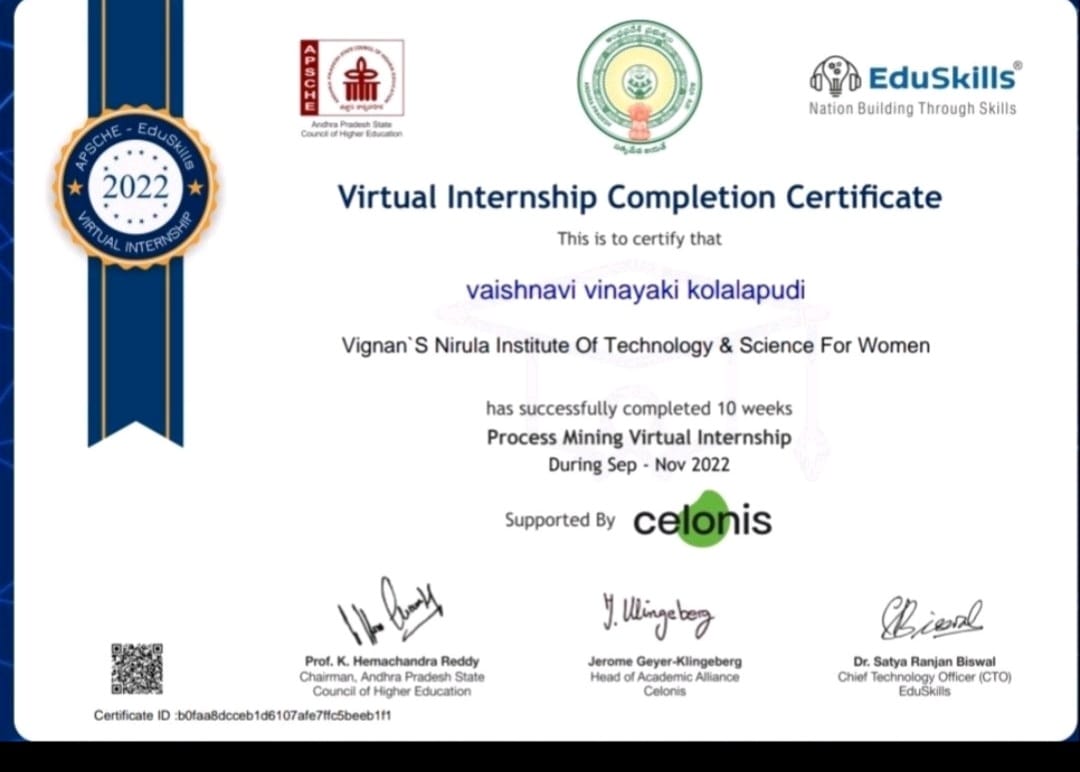 APSCHE - EduSkills
2022
VIRTUAL INTERNSHIP
APSCHE
Andhra Pradesh State
Council of Higher Education
EduSkills®
Nation Building Through Skills
Virtual Internship Completion Certificate
This is to certify that
vaishnavi vinayaki kolalapudi
Vignan`S Nirula Institute Of Technology & Science For Women
has successfully completed 10 weeks
Process Mining Virtual Internship
During Sep - Nov 2022
Supported By celonis
Prof. K. Hemachandra Reddy
Chairman, Andhra Pradesh State
Council of Higher Education
Jerome Geyer-Klingeberg
Head of Academic Alliance
Celonis
Dr. Satya Ranjan Biswal
Chief Technology Officer (CTO)
EduSkills
Certificate ID :b0faa8dcceb1d6107afe7ffc5beeb1f1